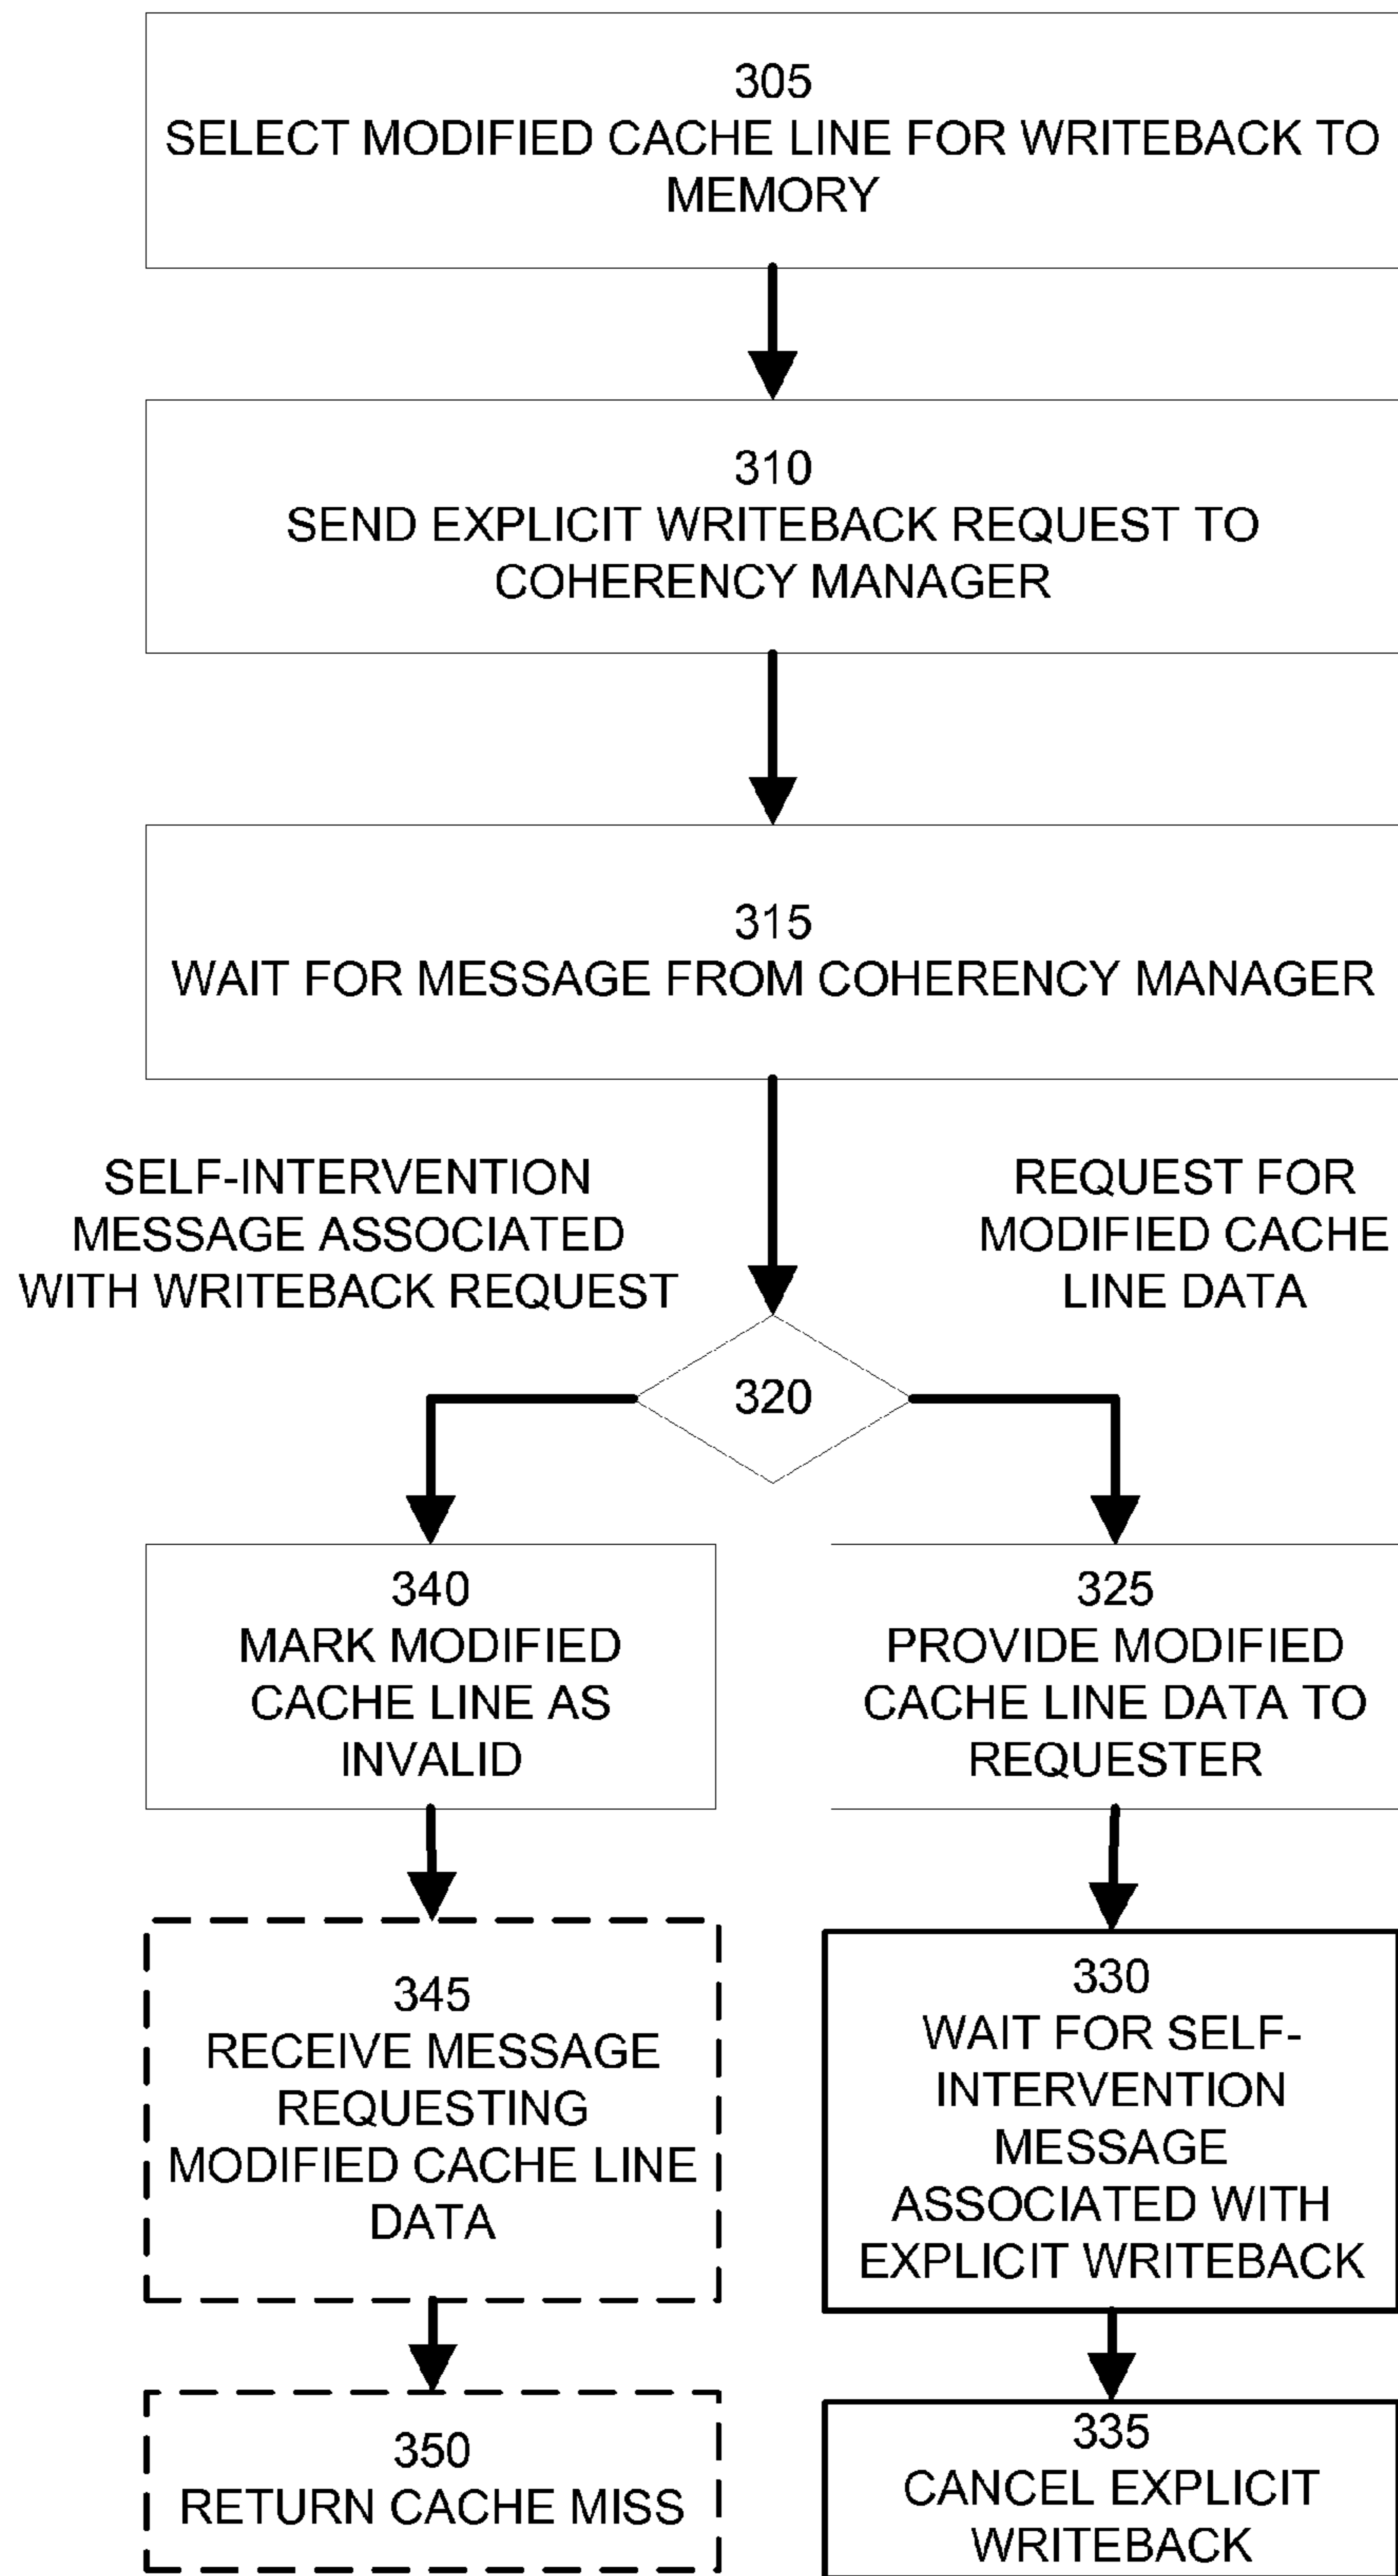 305
SELECT MODIFIED CACHE LINE FOR WRITEBACK TO
MEMORY
310
SEND EXPLICIT WRITEBACK REQUEST TO
COHERENCY MANAGER
315
WAIT FOR MESSAGE FROM COHERENCY MANAGER
SELF-INTERVENTION
MESSAGE ASSOCIATED
WITH WRITEBACK REQUEST
REQUEST FOR
MODIFIED CACHE
LINE DATA
320
340
MARK MODIFIED
CACHE LINE AS
INVALID
325
PROVIDE MODIFIED
CACHE LINE DATA TO
REQUESTER
345
RECEIVE MESSAGE
REQUESTING
MODIFIED CACHE LINE
DATA
330
WAIT FOR SELF-
INTERVENTION
MESSAGE
ASSOCIATED WITH
EXPLICIT WRITEBACK
350
RETURN CACHE MISS
335
CANCEL EXPLICIT
WRITEBACK